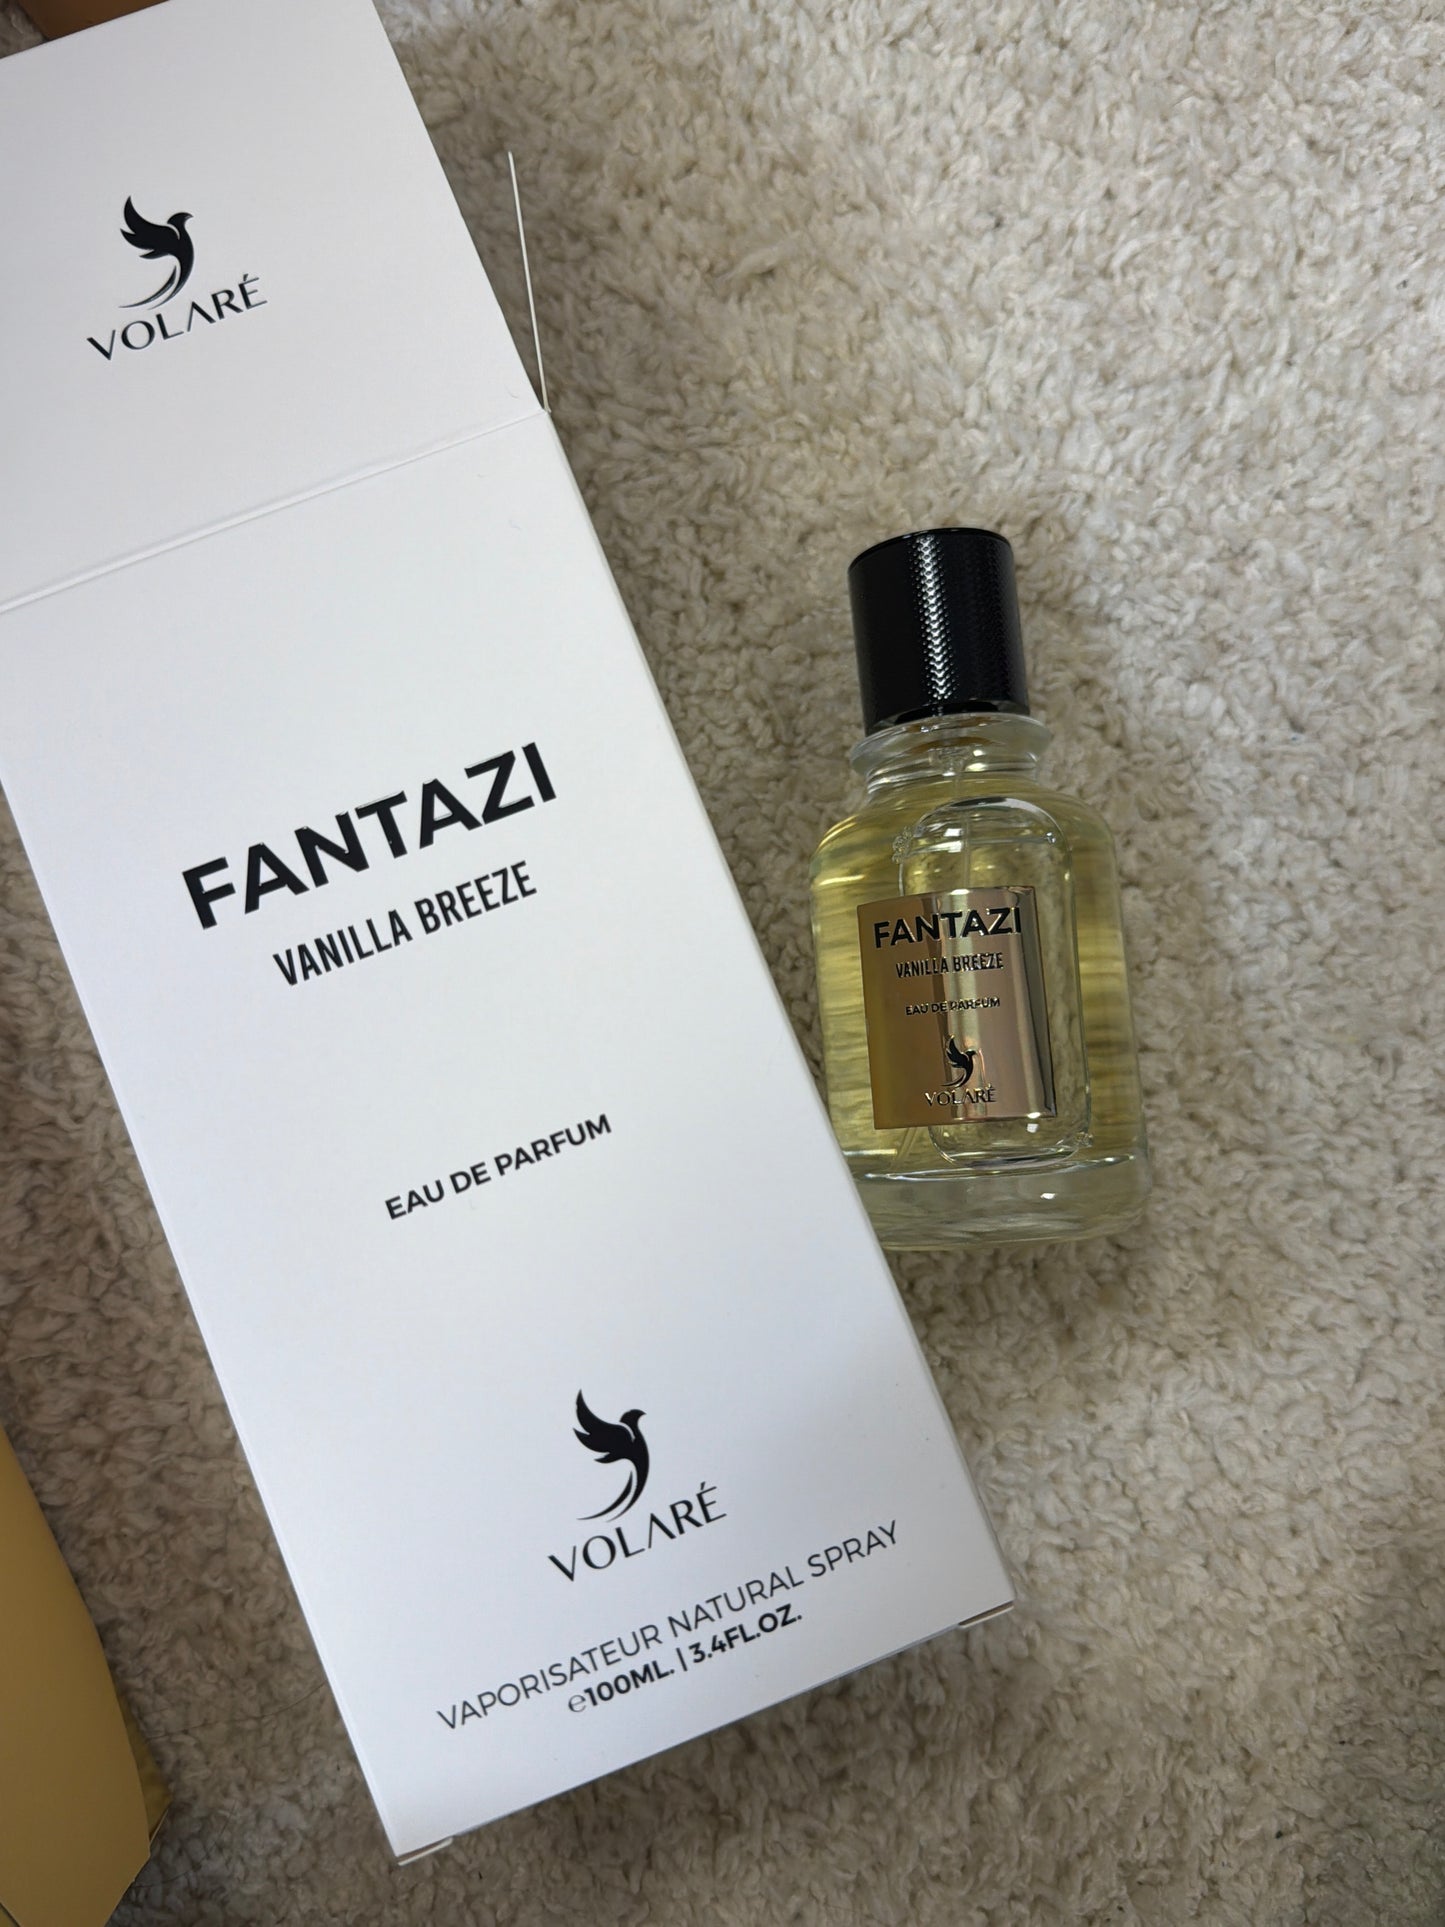 VOLARÉ
FANTAZI
VANILLA BREEZE
EAU DE PARFUM
VOLARÉ
VAPORISATEUR NATURAL SPRAY
℮100ML. | 3.4FL.OZ.
FANTAZI
VANILLA BREEZE
EAU DE PARFUM
VOLARÉ